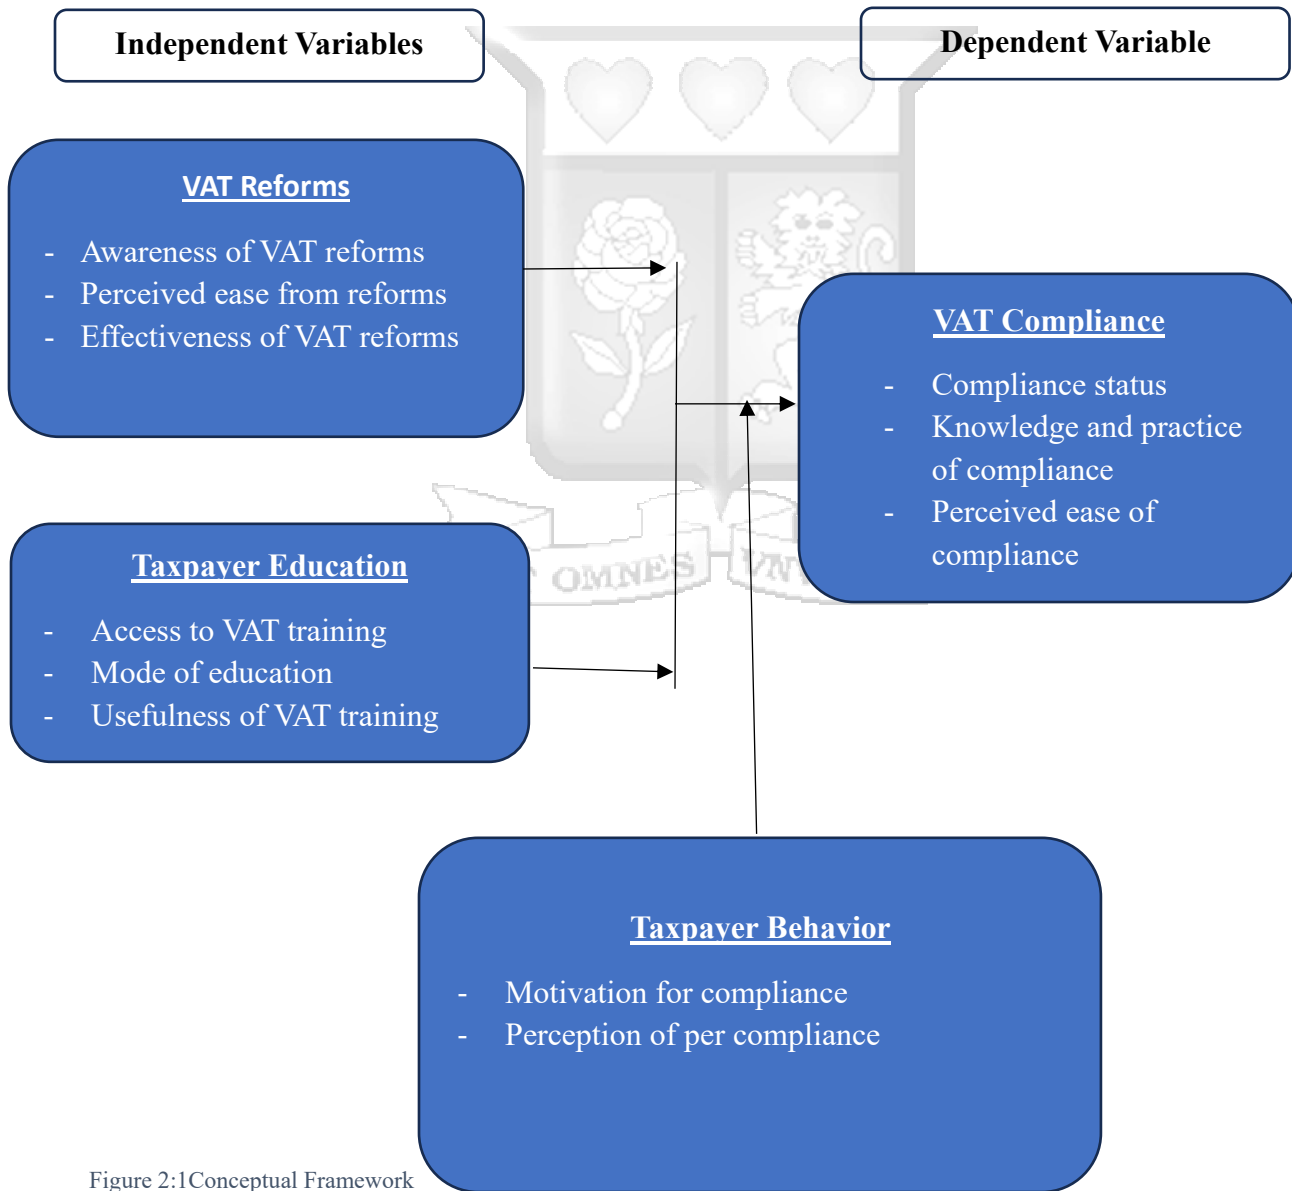 Independent Variables
Dependent Variable
VAT Reforms
- Awareness of VAT reforms
- Perceived ease from reforms
- Effectiveness of VAT reforms
VAT Compliance
- Compliance status
- Knowledge and practice
of compliance
- Perceived ease of
compliance
Taxpayer Education
- Access to VAT training
- Mode of education
- Usefulness of VAT training
OMNES
Taxpayer Behavior
- Motivation for compliance
- Perception of per compliance
Figure 2:1Conceptual Framework